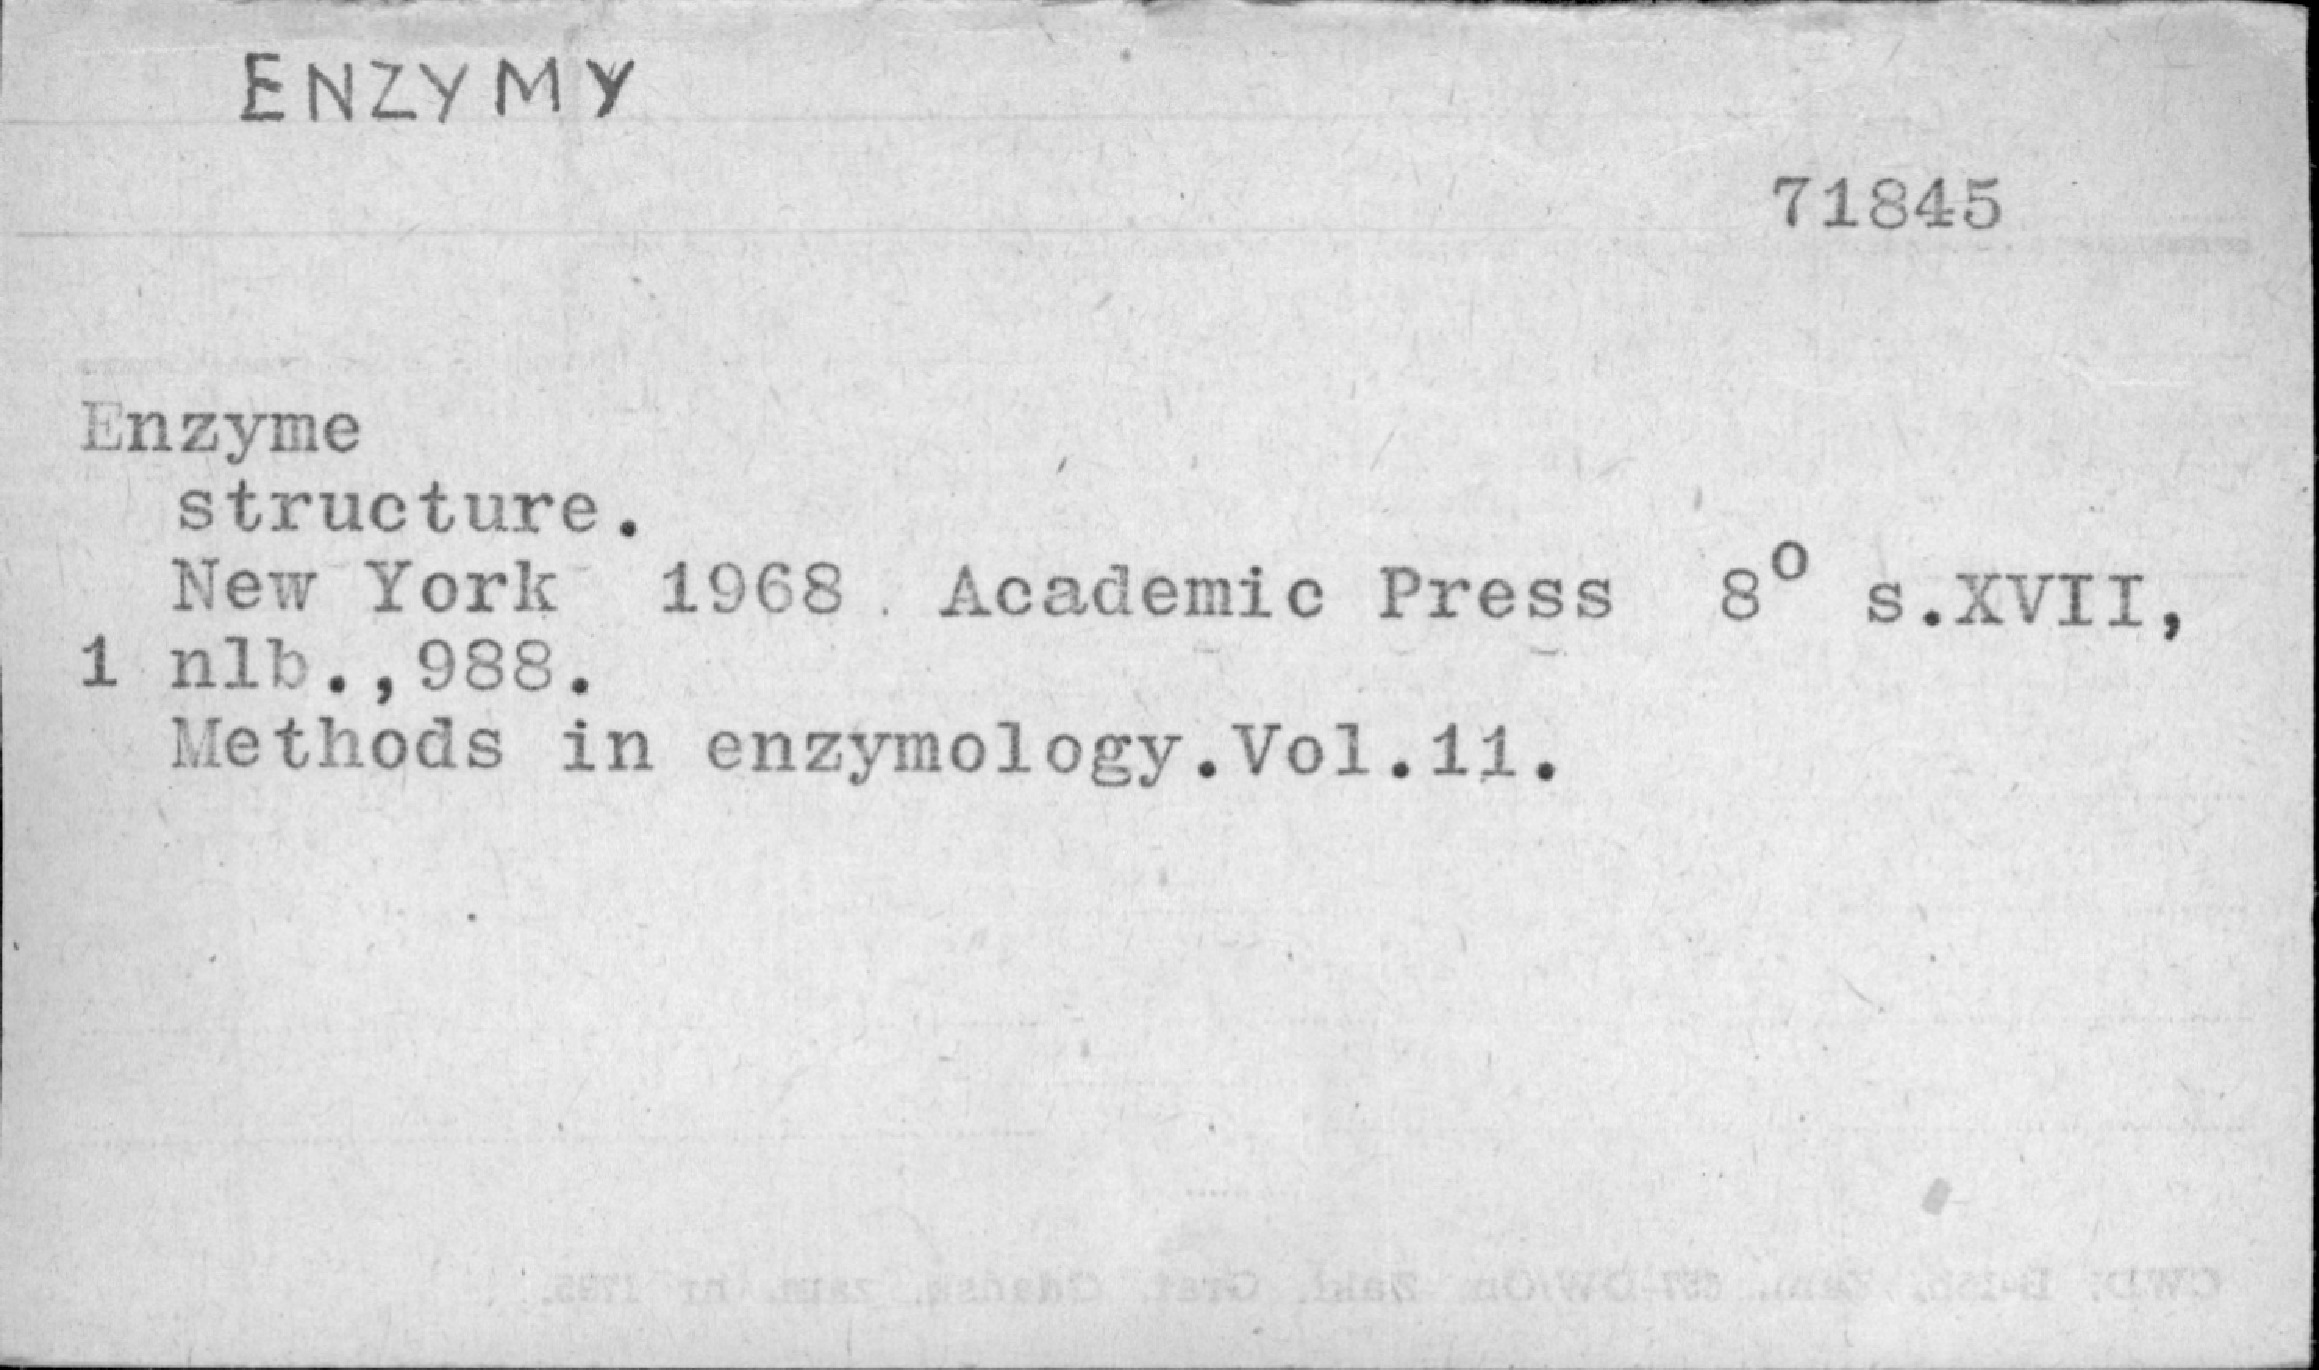 ENZYMY
71845
Enzyme
structure.
New York 1968. Academic Press 8º s.XVII,
1 nlb.,988.
Methods in enzymology.Vol.11.